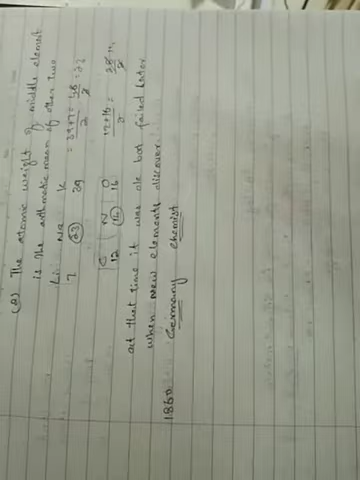 (2) The atomic weight of middle element
is the arithmatic mean of other two
Li Na K
7 23 39 = 39+7 = 46 = 23
2 2
C N O
12 14 16 12+16 = 28
2 2
at that time it was ok but failed later
when new elements discover.
1860 Germany chemist